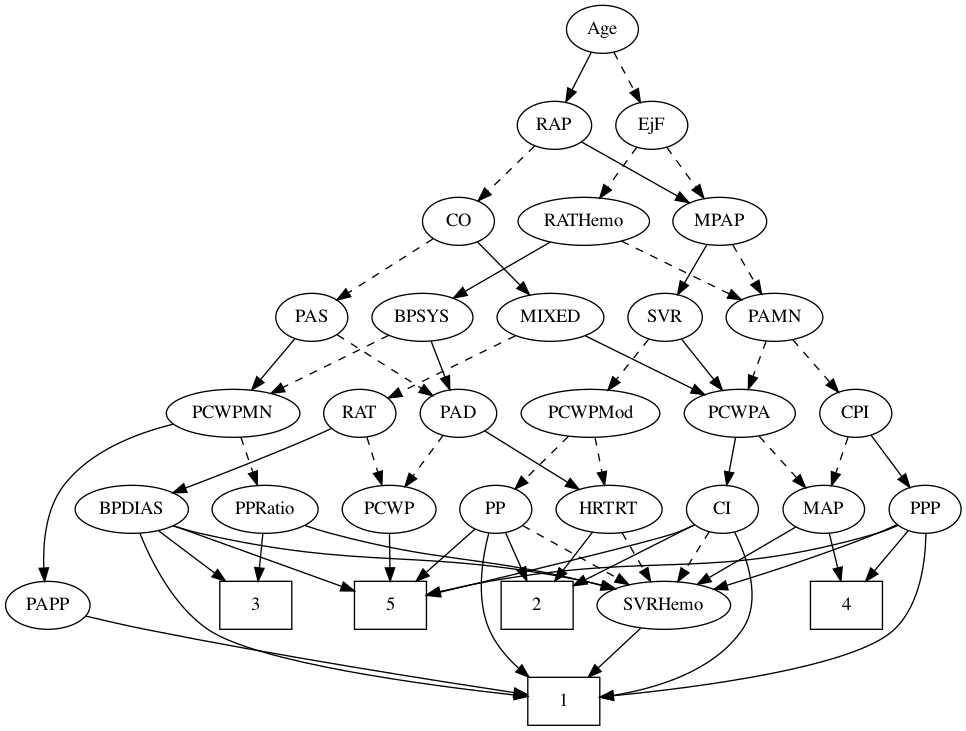 Age
RAP EjF
CO RATHemo MPAP
PAS BPSYS MIXED SVR PAMN
PCWPMN RAT PAD PCWPMod PCWPA CPI
BPDIAS PPRatio PCWP PP HRTRT CI MAP PPP
PAPP 3 5 2 SVRHemo 4
1